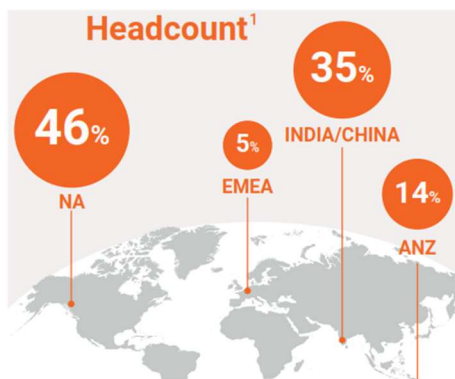 Headcount¹
46%
NA
5%
EMEA
35%
INDIA/CHINA
14%
ANZ